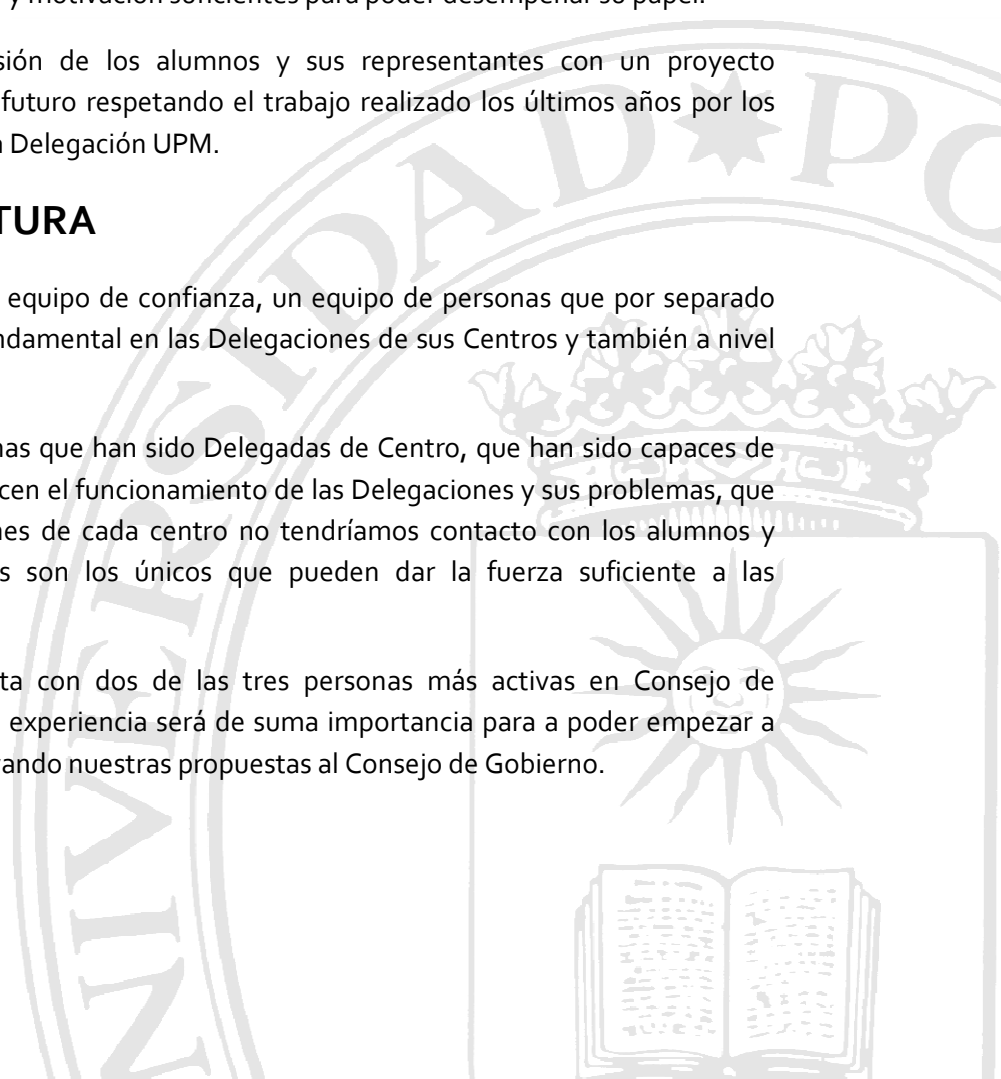 y motivación suficientes para poder desempeñar su papel.
sión de los alumnos y sus representantes con un proyecto
futuro respetando el trabajo realizado los últimos años por los
Delegación UPM.
TURA
equipo de confianza, un equipo de personas que por separado
ndamental en las Delegaciones de sus Centros y también a nivel
nas que han sido Delegadas de Centro, que han sido capaces de
cen el funcionamiento de las Delegaciones y sus problemas, que
nes de cada centro no tendríamos contacto con los alumnos y
s son los únicos que pueden dar la fuerza suficiente a las
ta con dos de las tres personas más activas en Consejo de
experiencia será de suma importancia para a poder empezar a
ando nuestras propuestas al Consejo de Gobierno.
NIVERSIDAD PO